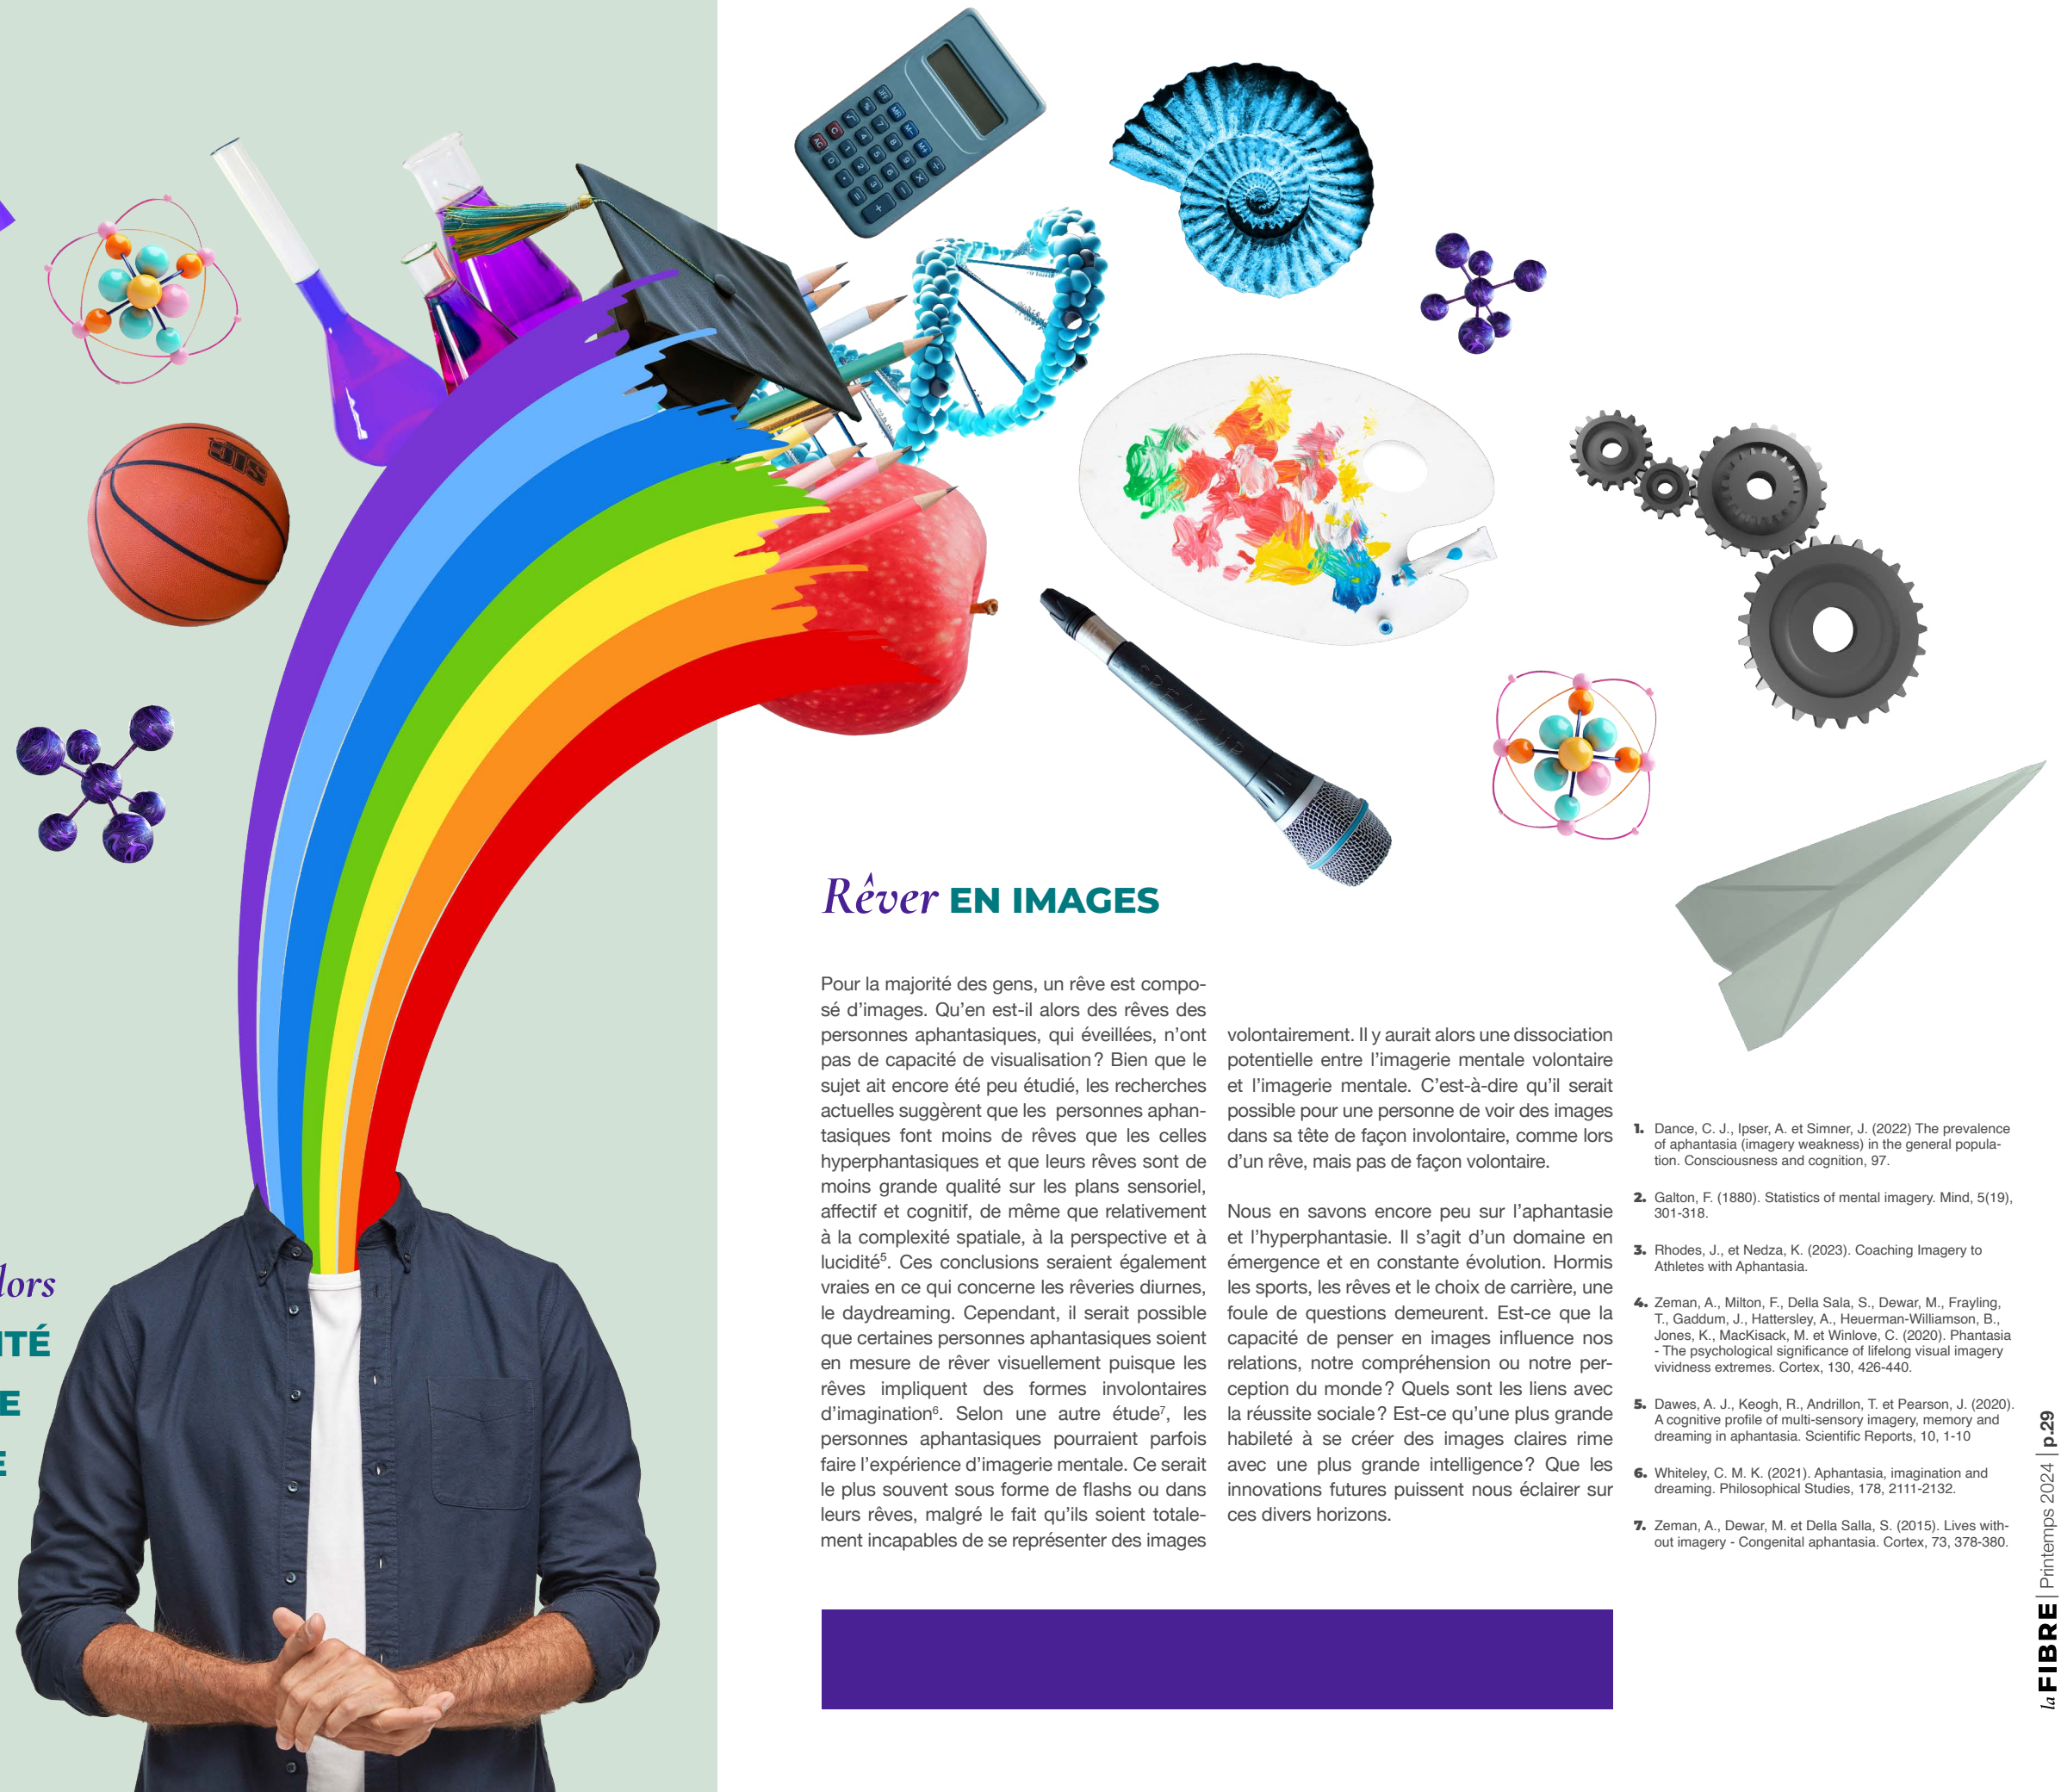 lors
ITÉ
E
E
SPEAK UP
Rêver EN IMAGES
Pour la majorité des gens, un rêve est compo-
sé d'images. Qu'en est-il alors des rêves des
personnes aphantasiques, qui éveillées, n'ont
pas de capacité de visualisation ? Bien que le
sujet ait encore été peu étudié, les recherches
actuelles suggèrent que les personnes aphan-
tasiques font moins de rêves que les celles
hyperphantasiques et que leurs rêves sont de
moins grande qualité sur les plans sensoriel,
affectif et cognitif, de même que relativement
à la complexité spatiale, à la perspective et à
lucidité⁵. Ces conclusions seraient également
vraies en ce qui concerne les rêveries diurnes,
le daydreaming. Cependant, il serait possible
que certaines personnes aphantasiques soient
en mesure de rêver visuellement puisque les
rêves impliquent des formes involontaires
d'imagination⁶. Selon une autre étude⁷, les
personnes aphantasiques pourraient parfois
faire l'expérience d'imagerie mentale. Ce serait
le plus souvent sous forme de flashs ou dans
leurs rêves, malgré le fait qu'ils soient totale-
ment incapables de se représenter des images
volontairement. Il y aurait alors une dissociation
potentielle entre l'imagerie mentale volontaire
et l'imagerie mentale. C'est-à-dire qu'il serait
possible pour une personne de voir des images
dans sa tête de façon involontaire, comme lors
d'un rêve, mais pas de façon volontaire.
Nous en savons encore peu sur l'aphantasie
et l'hyperphantasie. Il s'agit d'un domaine en
émergence et en constante évolution. Hormis
les sports, les rêves et le choix de carrière, une
foule de questions demeurent. Est-ce que la
capacité de penser en images influence nos
relations, notre compréhension ou notre per-
ception du monde ? Quels sont les liens avec
la réussite sociale ? Est-ce qu'une plus grande
habileté à se créer des images claires rime
avec une plus grande intelligence ? Que les
innovations futures puissent nous éclairer sur
ces divers horizons.
1. Dance, C. J., Ipser, A. et Simner, J. (2022) The prevalence
of aphantasia (imagery weakness) in the general popula-
tion. Consciousness and cognition, 97.
2. Galton, F. (1880). Statistics of mental imagery. Mind, 5(19),
301-318.
3. Rhodes, J., et Nedza, K. (2023). Coaching Imagery to
Athletes with Aphantasia.
4. Zeman, A., Milton, F., Della Sala, S., Dewar, M., Frayling,
T., Gaddum, J., Hattersley, A., Heuerman-Williamson, B.,
Jones, K., MacKisack, M. et Winlove, C. (2020). Phantasia
- The psychological significance of lifelong visual imagery
vividness extremes. Cortex, 130, 426-440.
5. Dawes, A. J., Keogh, R., Andrillon, T. et Pearson, J. (2020).
A cognitive profile of multi-sensory imagery, memory and
dreaming in aphantasia. Scientific Reports, 10, 1-10
6. Whiteley, C. M. K. (2021). Aphantasia, imagination and
dreaming. Philosophical Studies, 178, 2111-2132.
7. Zeman, A., Dewar, M. et Della Salla, S. (2015). Lives with-
out imagery - Congenital aphantasia. Cortex, 73, 378-380.
la FIBRE | Printemps 2024 | p.29